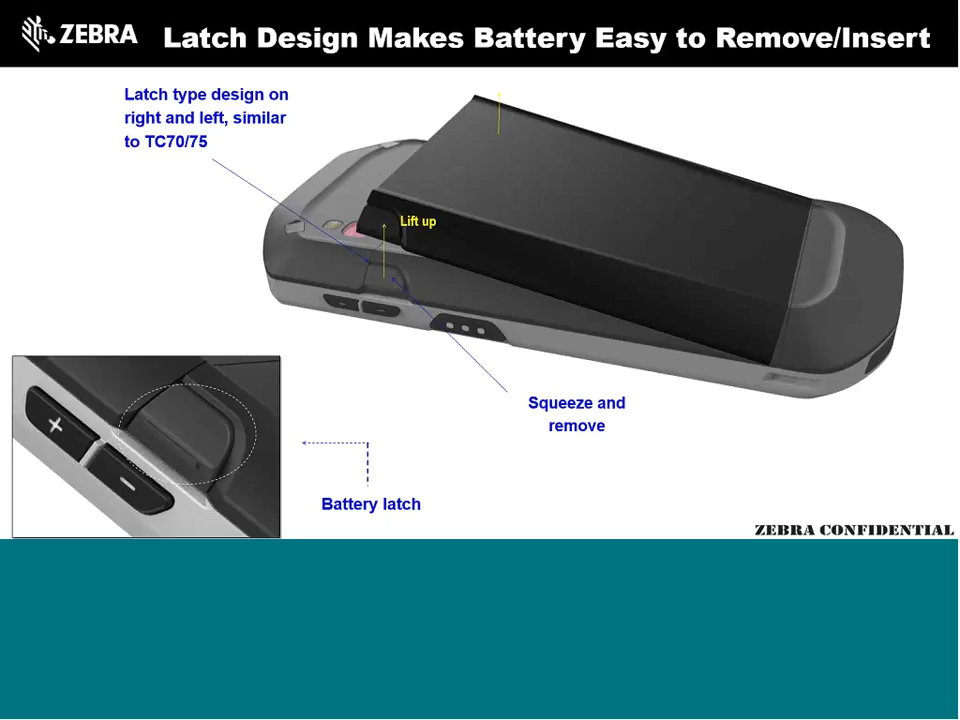 ZEBRA
Latch Design Makes Battery Easy to Remove/Insert
Latch type design on
right and left, similar
to TC70/75
Lift up
Squeeze and
remove
+
-
Battery latch
ZEBRA CONFIDENTIAL